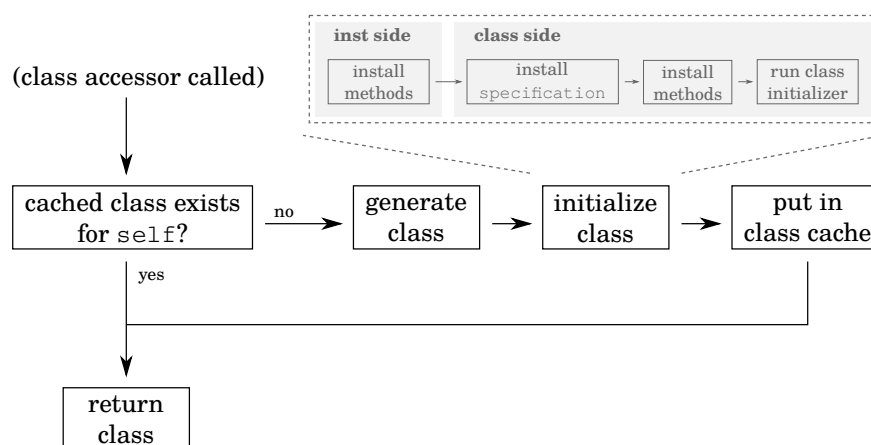 inst side
class side
install
methods
install
specification
install
methods
run class
initializer
(class accessor called)
cached class exists
for self?
no
generate
class
initialize
class
put in
class cache
yes
return
class